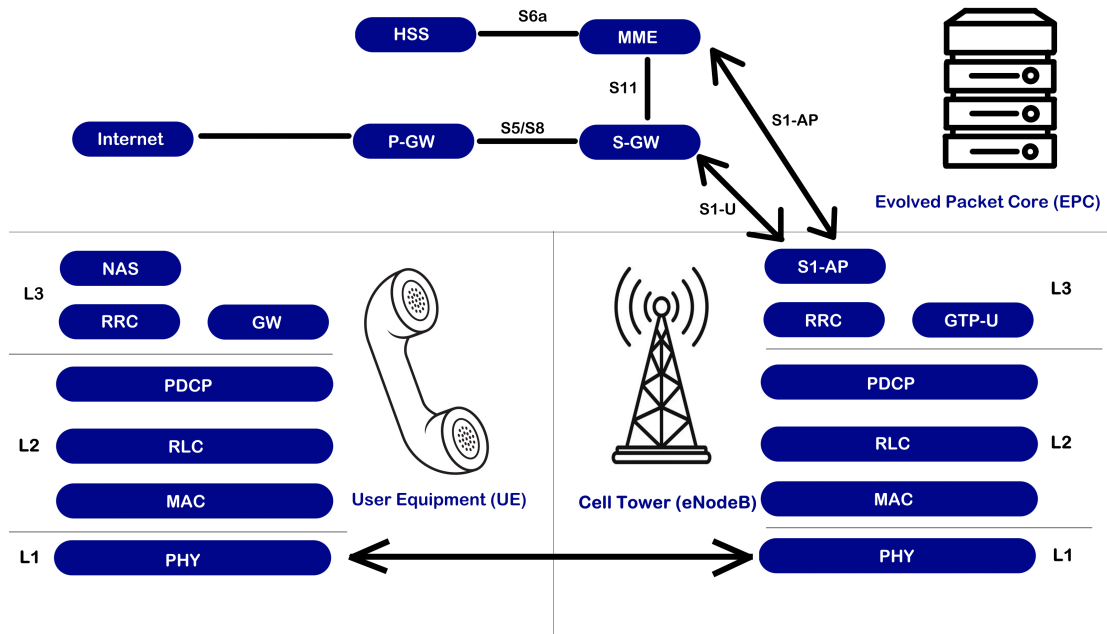 S6a
HSS
MME
S11
S1-AP
Internet
P-GW
S5/S8
S-GW
S1-U
Evolved Packet Core (EPC)
L3
NAS
RRC
GW
L2
PDCP
RLC
MAC
L1
PHY
User Equipment (UE)
Cell Tower (eNodeB)
S1-AP
L3
RRC
GTP-U
PDCP
RLC
L2
MAC
PHY
L1